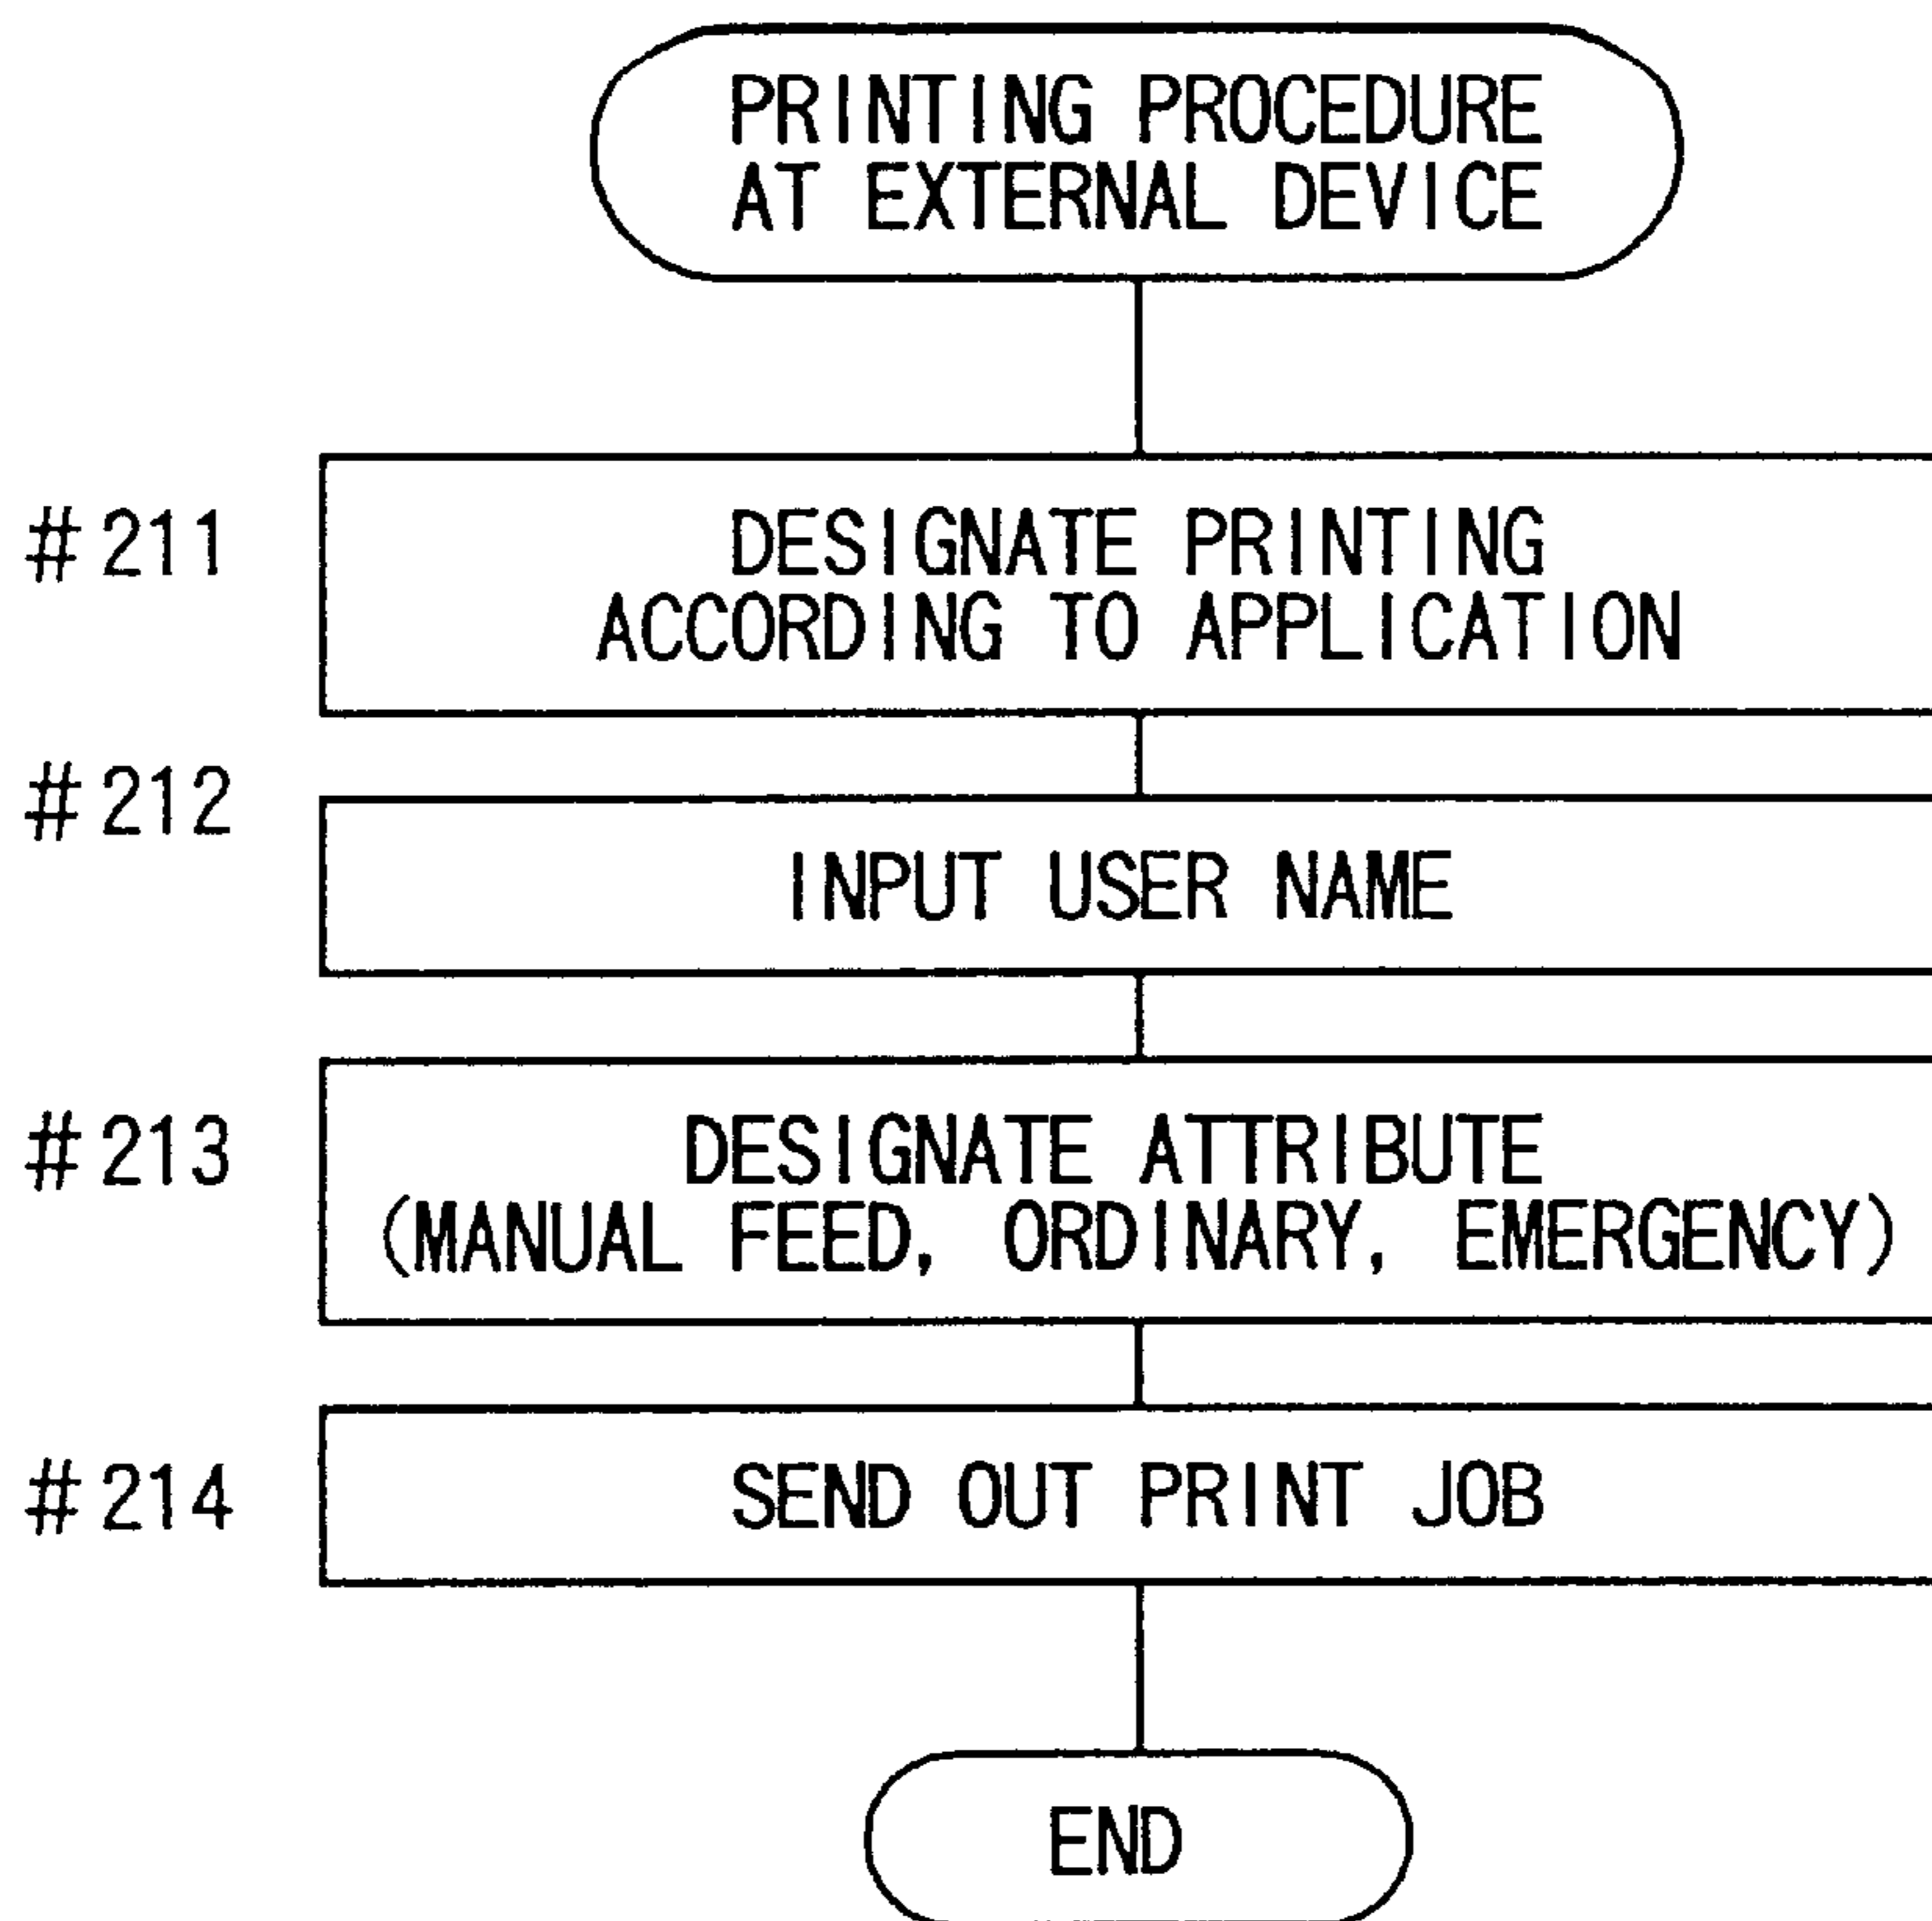 PRINTING PROCEDURE
AT EXTERNAL DEVICE
#211
DESIGNATE PRINTING
ACCORDING TO APPLICATION
#212
INPUT USER NAME
#213
DESIGNATE ATTRIBUTE
(MANUAL FEED, ORDINARY, EMERGENCY)
#214
SEND OUT PRINT JOB
END